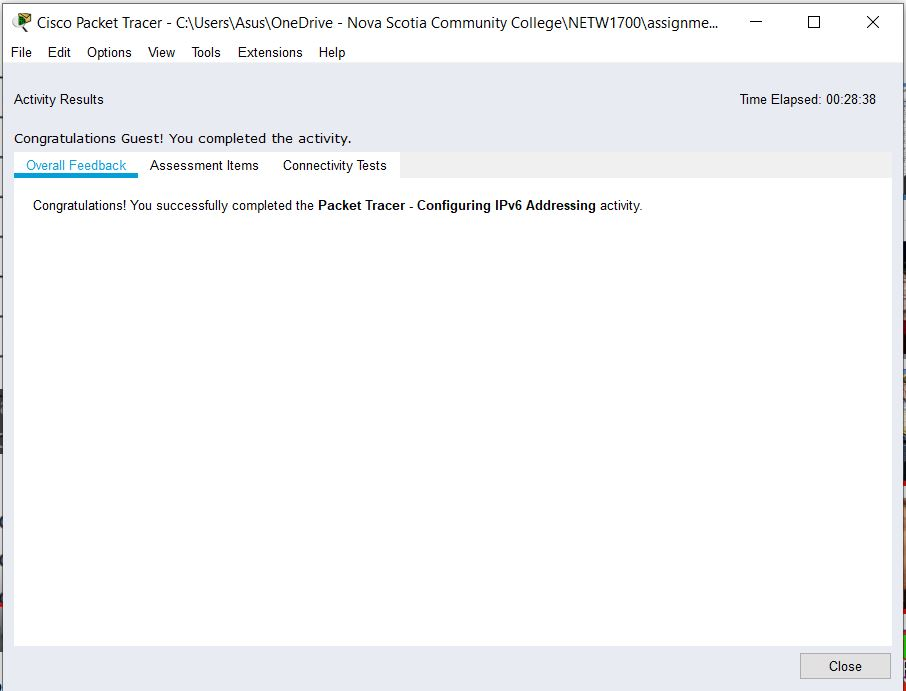 Cisco Packet Tracer - C:\Users\Asus\OneDrive - Nova Scotia Community College\NETW1700\assignme...
File Edit Options View Tools Extensions Help
Activity Results Time Elapsed: 00:28:38
Congratulations Guest! You completed the activity.
Overall Feedback Assessment Items Connectivity Tests
Congratulations! You successfully completed the Packet Tracer - Configuring IPv6 Addressing activity.
Close